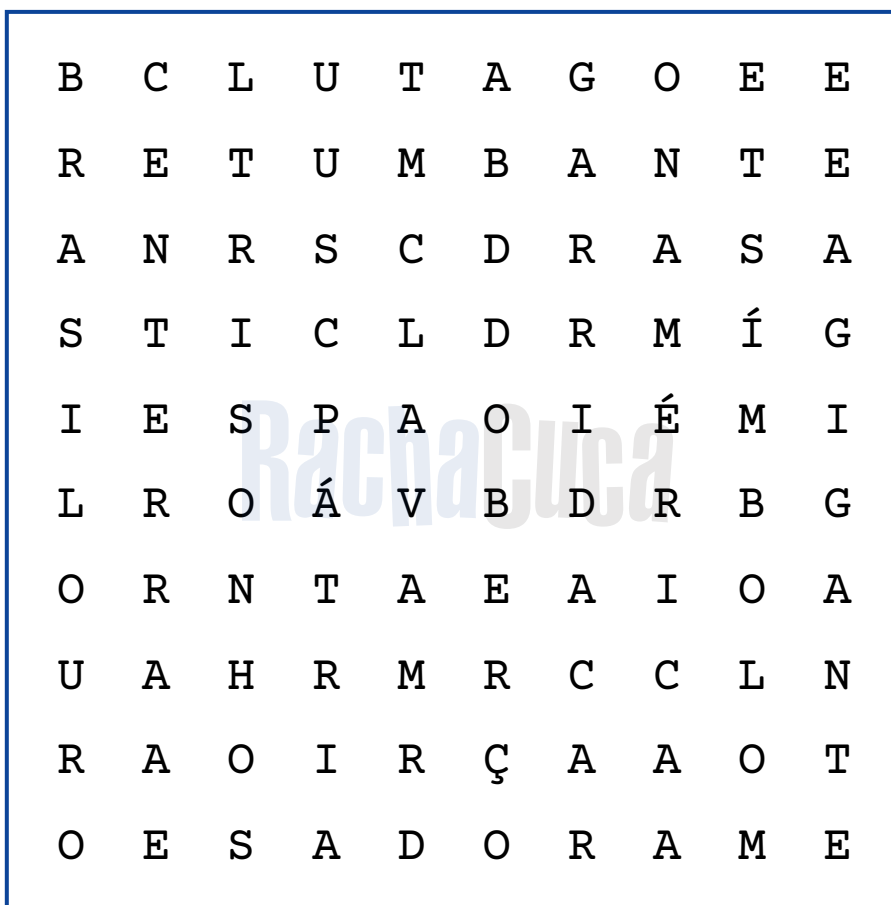 B C L U T A G O E E
R E T U M B A N T E
A N R S C D R A S A
S T I C L D R M Í G
I E S P A O I É M I
L R O Á V B D R B G
O R N T A E A I O A
U A H R M R C C L N
R A O I R Ç A A O T
O E S A D O R A M E
RachaCuca